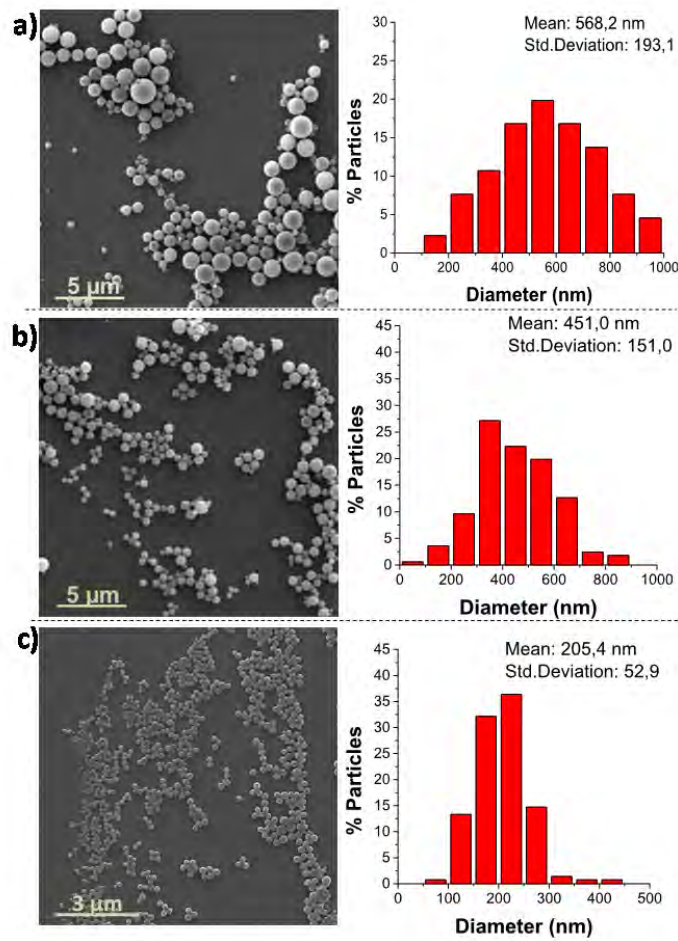 a)
5 µm
Mean: 568,2 nm
Std.Deviation: 193,1
% Particles
30
25
20
15
10
5
0
0 200 400 600 800 1000
Diameter (nm)
b)
5 µm
Mean: 451,0 nm
Std.Deviation: 151,0
% Particles
45
40
35
30
25
20
15
10
5
0
0 200 400 600 800 1000
Diameter (nm)
c)
3 µm
Mean: 205,4 nm
Std.Deviation: 52,9
% Particles
45
40
35
30
25
20
15
10
5
0
0 100 200 300 400 500
Diameter (nm)